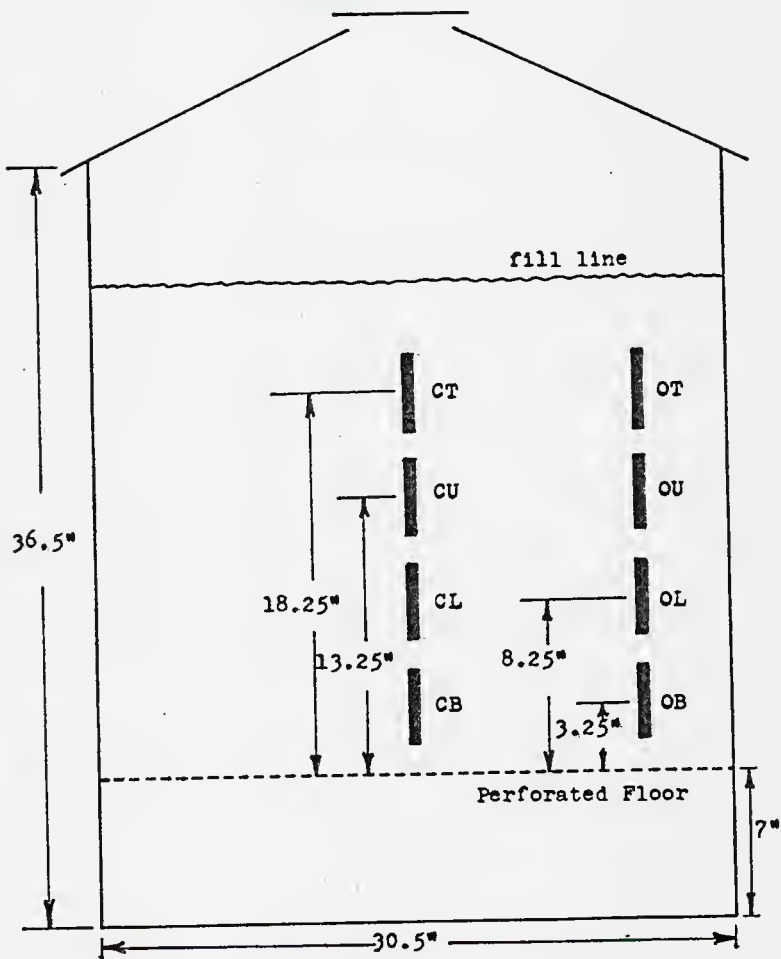 fill line
CT
OT
CU
OU
36.5"
18.25"
CL
OL
13.25"
8.25"
CB
OB
3.25"
Perforated Floor
7"
30.5"